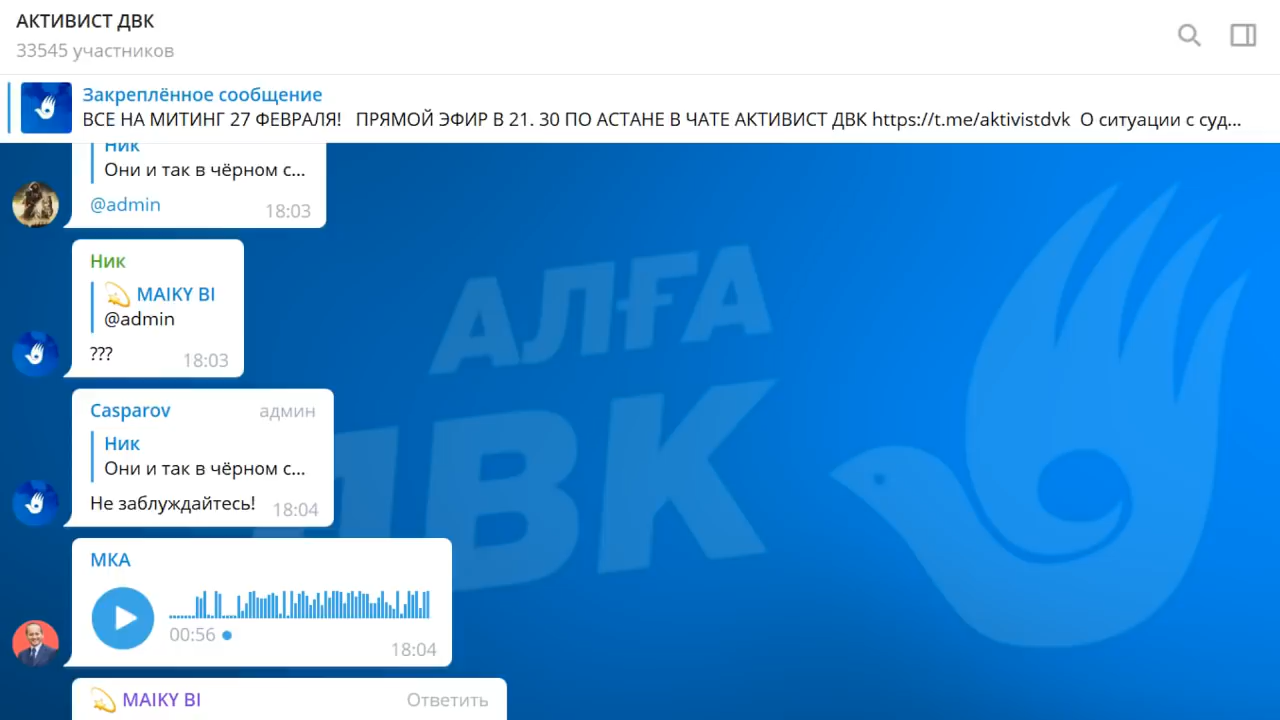 АКТИВИСТ ДВК
33545 участников
Закреплённое сообщение
ВСЕ НА МИТИНГ 27 ФЕВРАЛЯ! ПРЯМОЙ ЭФИР В 21. 30 ПО АСТАНЕ В ЧАТЕ АКТИВИСТ ДВК https://t.me/aktivistdvk О ситуации с суд...
Ник
Они и так в чёрном с...
@admin
18:03
Ник
MAIKY BI
@admin
???
18:03
Casparov админ
Ник
Они и так в чёрном с...
Не заблуждайтесь! 18:04
МКА
00:56
18:04
MAIKY BI Ответить
АЛҒА
ДВК